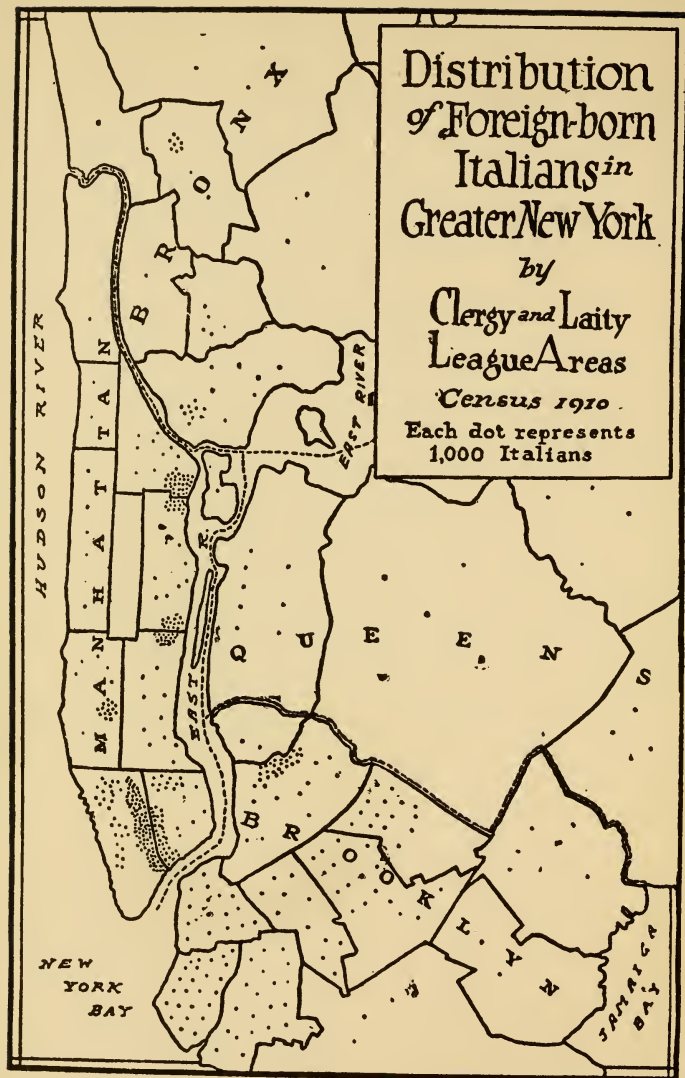 Distribution
of Foreign-born
Italians in
Greater New York
by
Clergy and Laity
League Areas
Census 1910.
Each dot represents
1,000 Italians
BRONX
HUDSON RIVER
MANHATTAN
EAST RIVER
EAST R
QUEENS
BROOKLYN
NEW
YORK
BAY
JAMAICA
BAY